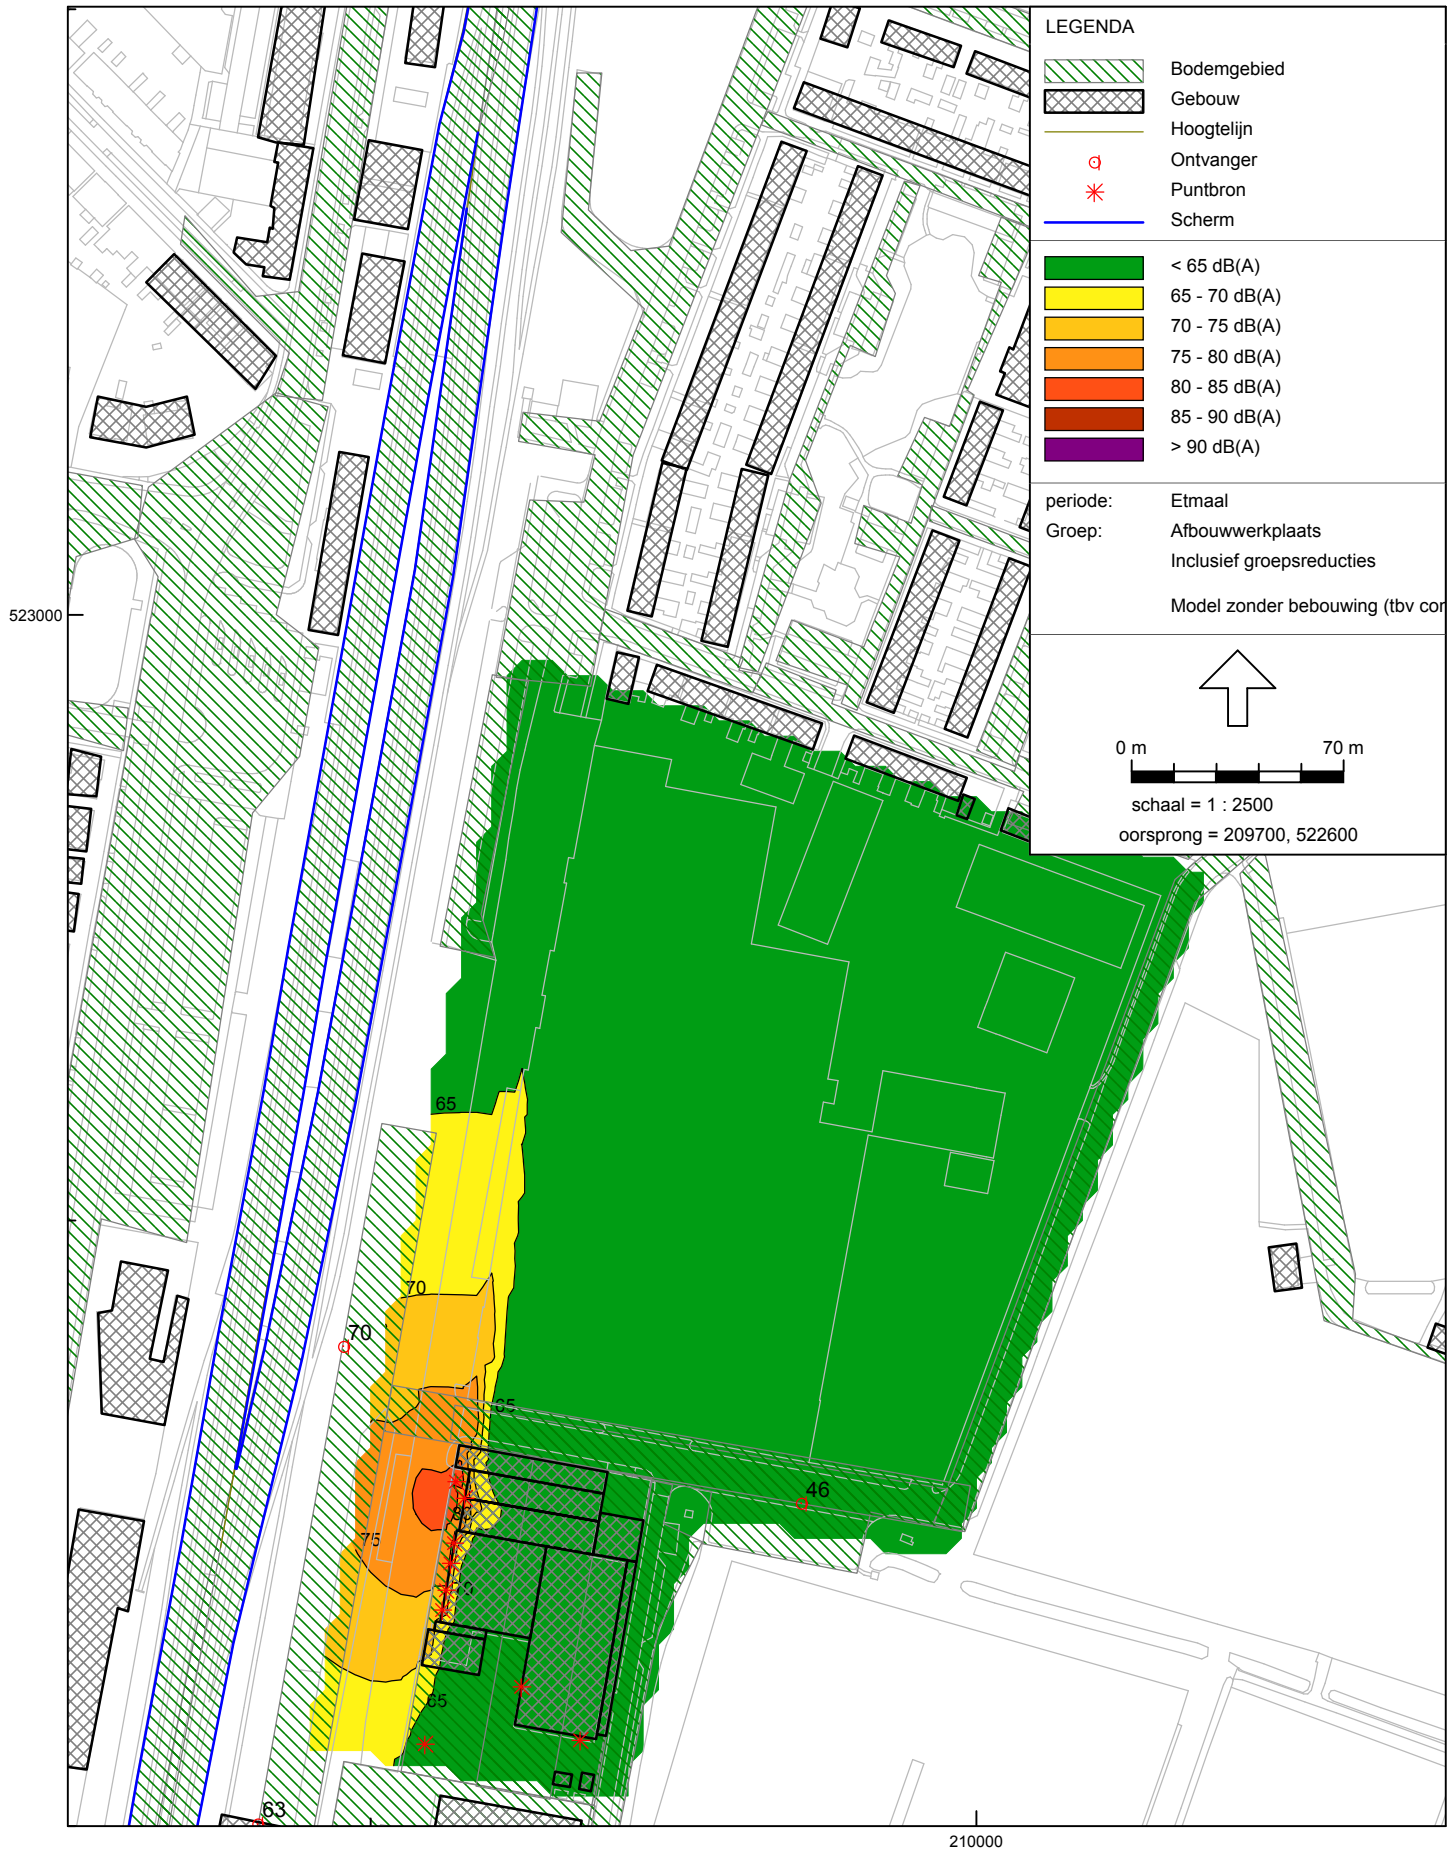 LEGENDA
Bodemgebied
Gebouw
Hoogtelijn
Ontvanger
Puntbron
Scherm
< 65 dB(A)
65 - 70 dB(A)
70 - 75 dB(A)
75 - 80 dB(A)
80 - 85 dB(A)
85 - 90 dB(A)
> 90 dB(A)
periode: Etmaal
Groep: Afbouwwerkplaats
Inclusief groepsreducties
Model zonder bebouwing (tbv cor
0 m 70 m
schaal = 1 : 2500
oorsprong = 209700, 522600
523000
65
70
70
65
46
80
75
65
63
210000